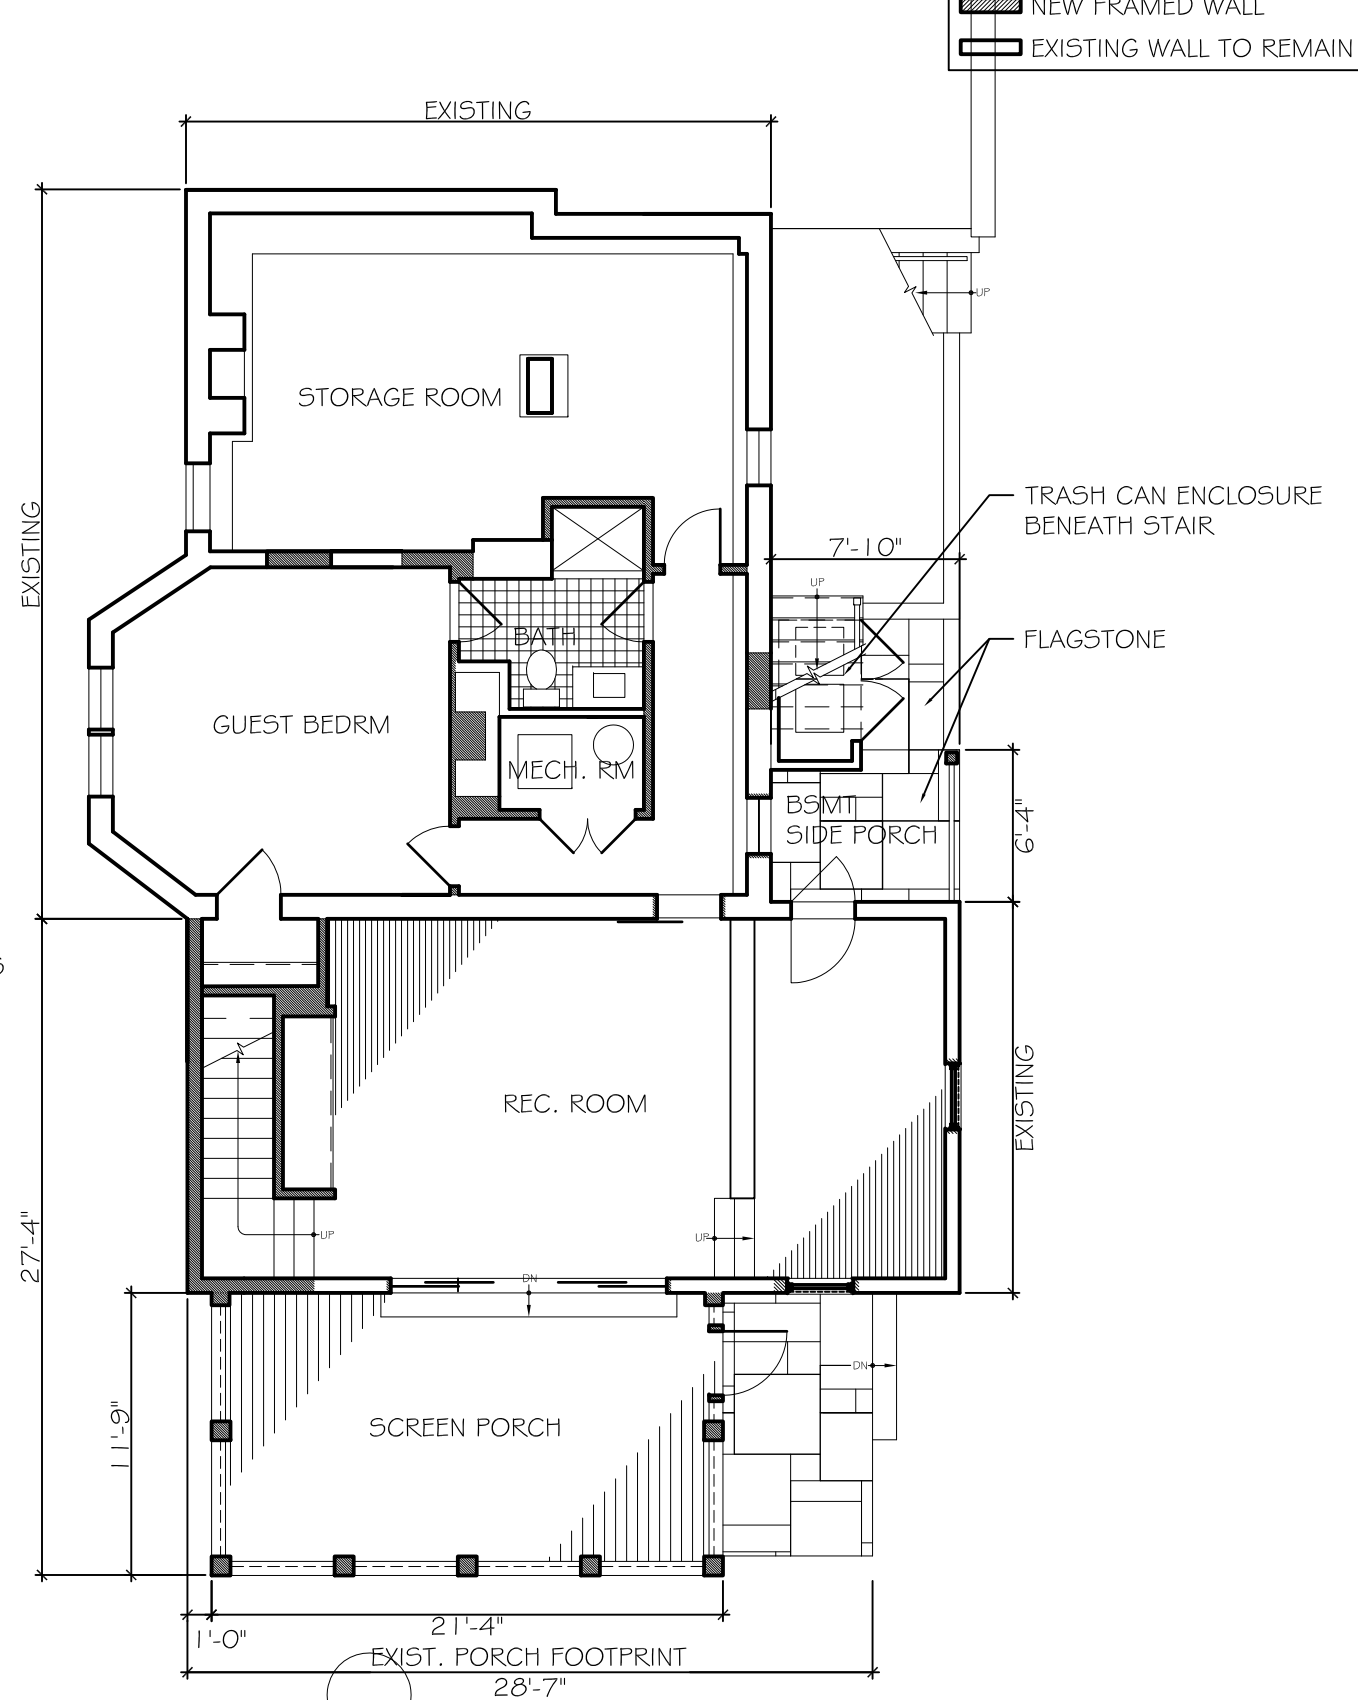 NEW FRAMED WALL
EXISTING WALL TO REMAIN
EXISTING
UP
STORAGE ROOM
TRASH CAN ENCLOSURE
BENEATH STAIR
EXISTING
7'-10"
UP
BATH
FLAGSTONE
GUEST BEDRM
MECH. RM
BSMT
SIDE PORCH
6'-4"
S
REC. ROOM
EXISTING
27'-4"
UP
UP
DN
DN
11'-9"
SCREEN PORCH
21'-4"
1'-0"
EXIST. PORCH FOOTPRINT
28'-7"